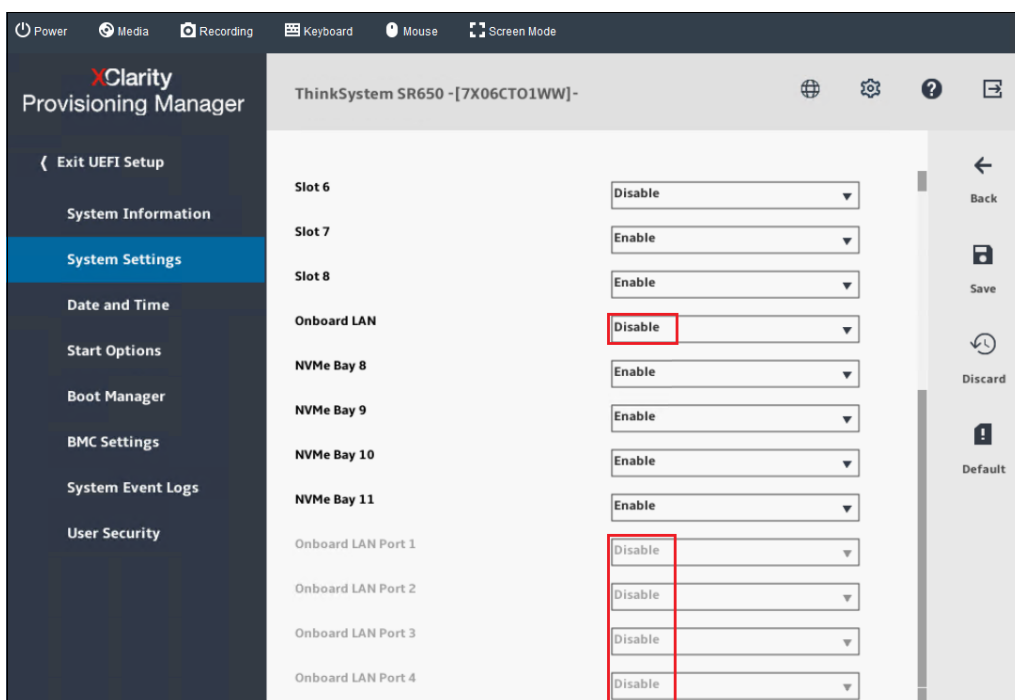 Power Media Recording Keyboard Mouse Screen Mode
XClarity
Provisioning Manager
ThinkSystem SR650 -[7X06CTO1WW]-
Exit UEFI Setup
System Information
System Settings
Date and Time
Start Options
Boot Manager
BMC Settings
System Event Logs
User Security
Slot 6 Disable
Slot 7 Enable
Slot 8 Enable
Onboard LAN Disable
NVMe Bay 8 Enable
NVMe Bay 9 Enable
NVMe Bay 10 Enable
NVMe Bay 11 Enable
Onboard LAN Port 1 Disable
Onboard LAN Port 2 Disable
Onboard LAN Port 3 Disable
Onboard LAN Port 4 Disable
Back
Save
Discard
Default